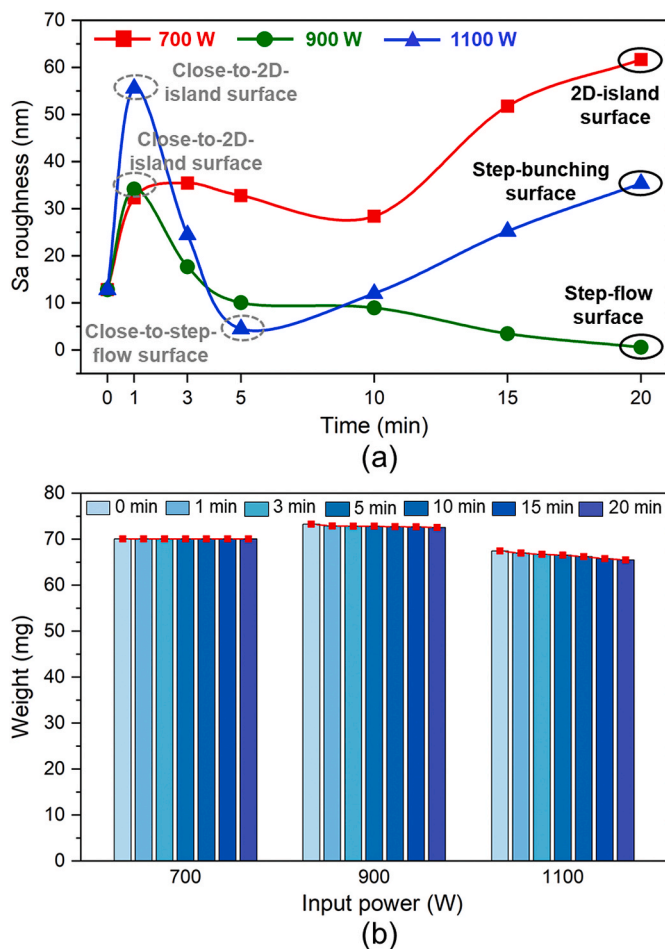 70
700 W 900 W 1100 W
60
Close-to-2D-
island surface
2D-island
surface
50
Close-to-2D-
island surface
40
Step-bunching
surface
30
20
Step-flow
surface
10
Close-to-step-
flow surface
0
Sa roughness (nm)
0 1 3 5 10 15 20
Time (min)
(a)
80
0 min 1 min 3 min 5 min 10 min 15 min 20 min
70
60
50
40
30
20
10
0
Weight (mg)
700 900 1100
Input power (W)
(b)